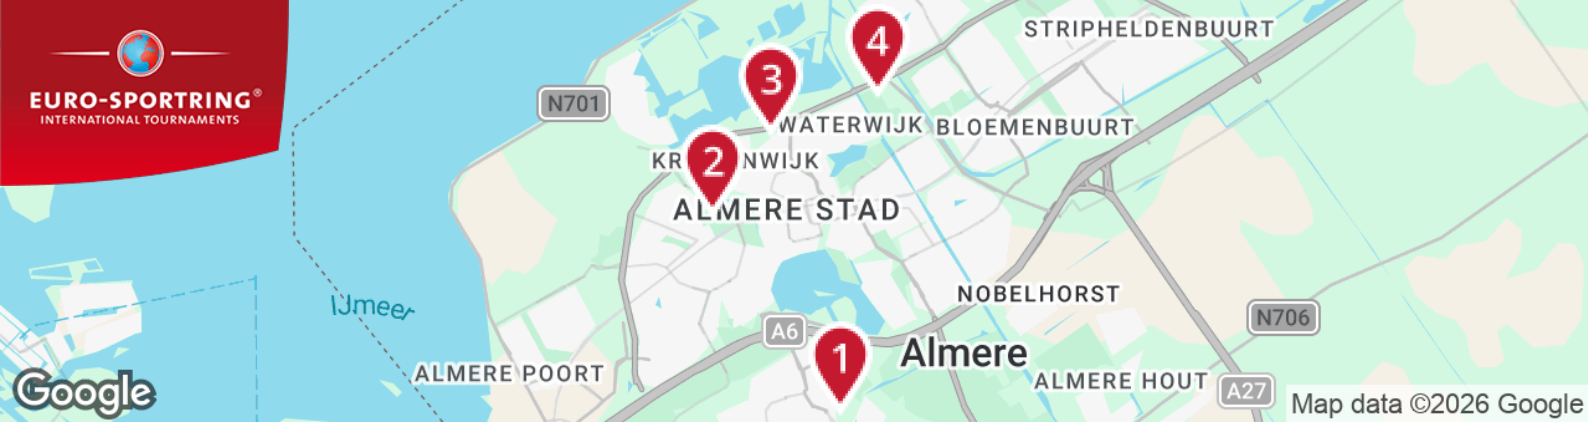 EURO-SPORTRING®
INTERNATIONAL TOURNAMENTS
STRIPHELDENBUURT
4
3
N701
WATERWIJK
BLOEMENBUURT
2
ALMERE STAD
IJmeer
NOBELHORST
N706
A6
1
Almere
ALMERE POORT
ALMERE HOUT
A27
Google
Map data ©2026 Google